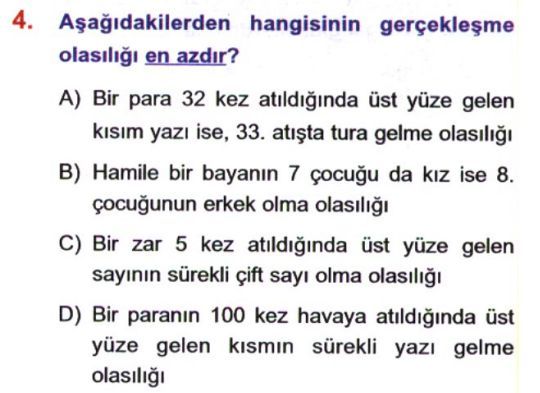 4. Aşağıdakilerden hangisinin gerçekleşme
olasılığı en azdır?
A) Bir para 32 kez atıldığında üst yüze gelen
kısım yazı ise, 33. atışta tura gelme olasılığı
B) Hamile bir bayanın 7 çocuğu da kız ise 8.
çocuğunun erkek olma olasılığı
C) Bir zar 5 kez atıldığında üst yüze gelen
sayının sürekli çift sayı olma olasılığı
D) Bir paranın 100 kez havaya atıldığında üst
yüze gelen kısmın sürekli yazı gelme
olasılığı